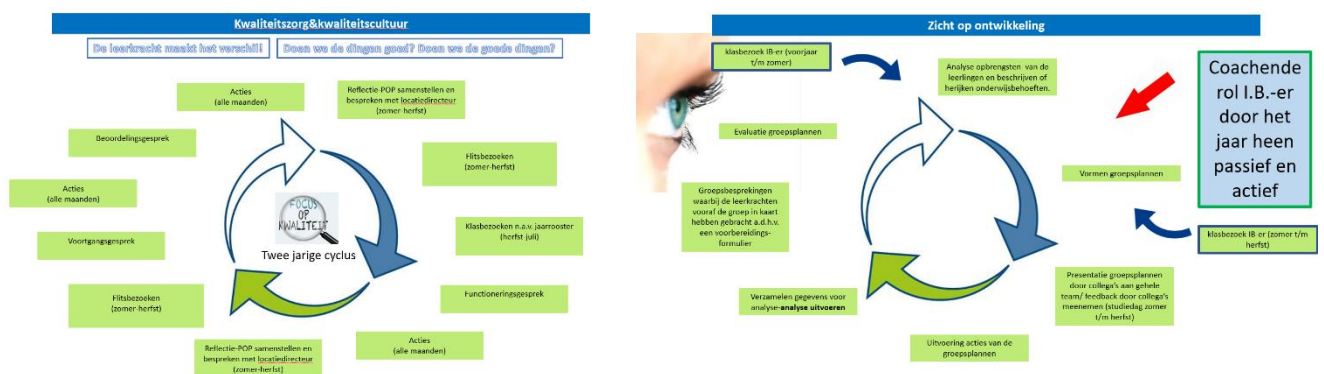 Kwaliteitszorg&kwaliteitscultuur
De leerkracht maakt het verschil!
Doen we de dingen goed? Doen we de goede dingen?
Acties
(alle maanden)
Reflectie-POP samenstellen en
bespreken met locatiedirecteur
(zomer-herfst)
Beoordelingsgesprek
Flitsbezoeken
(zomer-herfst)
Acties
(alle maanden)
FOCUS
OP
KWALITEIT
Twee jarige cyclus
Klasbezoeken n.a.v. jaarrooster
(herfst juli)
Voortgangsgesprek
Flitsbezoeken
(zomer-herfst)
Functioneringsgesprek
Reflectie-POP samenstellen en
bespreken met locatiedirecteur
(zomer-herfst)
Acties
(alle maanden)
Zicht op ontwikkeling
klasbezoek IB-er (voorjaar
t/m zomer)
Analyse opbrengsten van de
leerlingen en beschrijven of
herijken onderwijsbehoeften.
Coachende
rol I.B.-er
door het
jaar heen
passief en
actief
Evaluatie groepsplannen
Vormen groepsplannen
Groepsbesprekingen
waarbij de leerkrachten
vooraf de groep in kaart
hebben gebracht a.d.h.v.
een voorbereidings-
formulier
klasbezoek IB-er (zomer t/m
herfst)
Verzamelen gegevens voor
analyse-analyse uitvoeren
Presentatie groepsplannen
door collega's aan gehele
team/ feedback door collega's
meenemen (studiedag zomer
t/m herfst)
Uitvoering acties van de
groepsplannen